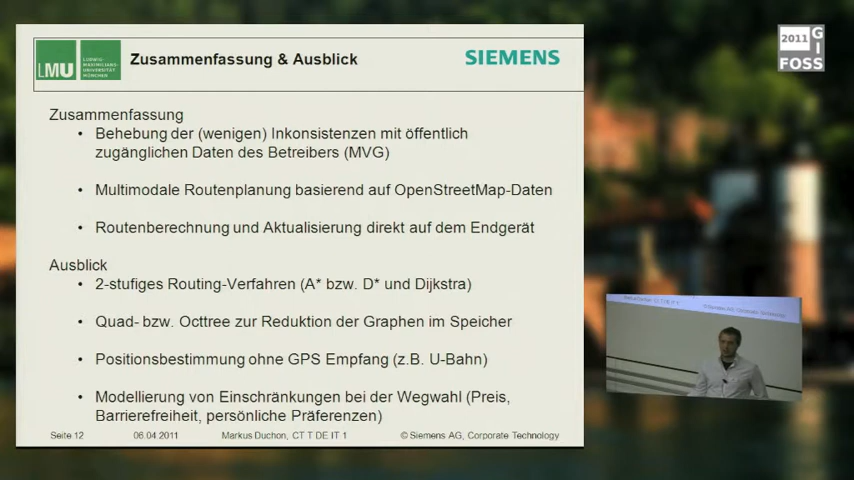 LMU
LUDWIG-
MAXIMILIANS-
UNIVERSITÄT
MÜNCHEN
Zusammenfassung & Ausblick
SIEMENS
2011
GIS
FOSS
Zusammenfassung
• Behebung der (wenigen) Inkonsistenzen mit öffentlich
zugänglichen Daten des Betreibers (MVG)
• Multimodale Routenplanung basierend auf OpenStreetMap-Daten
• Routenberechnung und Aktualisierung direkt auf dem Endgerät
Ausblick
• 2-stufiges Routing-Verfahren (A* bzw. D* und Dijkstra)
• Quad- bzw. Octtree zur Reduktion der Graphen im Speicher
• Positionsbestimmung ohne GPS Empfang (z.B. U-Bahn)
• Modellierung von Einschränkungen bei der Wegwahl (Preis,
Barrierefreiheit, persönliche Präferenzen)
Seite 12 06.04.2011 Markus Duchon, CT T DE IT 1 © Siemens AG, Corporate Technology